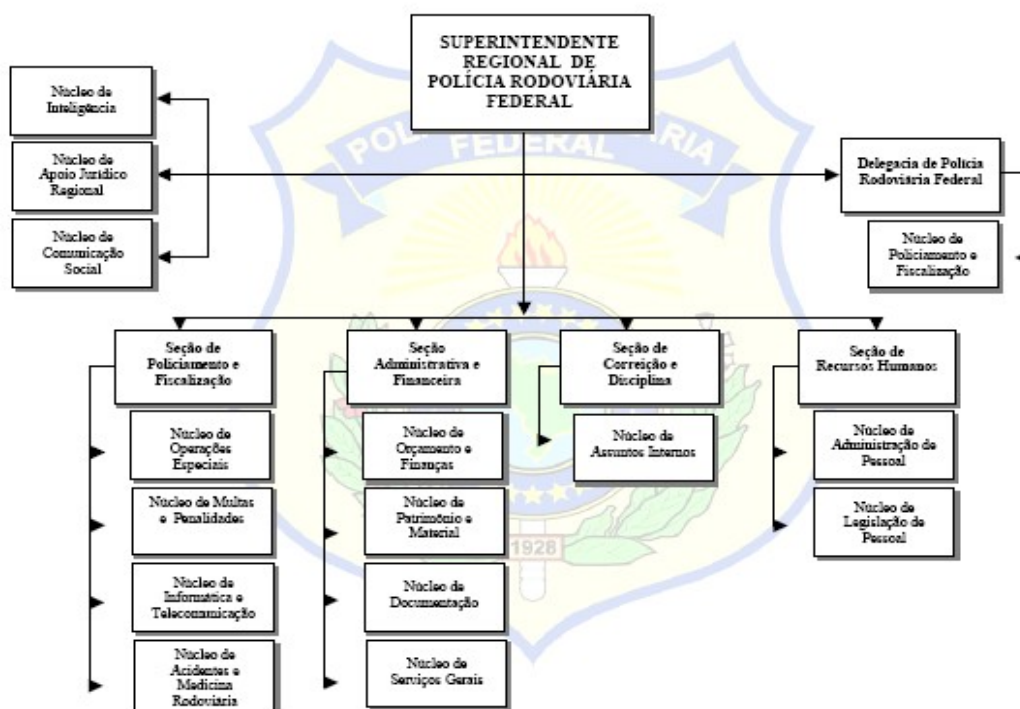 SUPERINTENDENTE
REGIONAL DE
POLÍCIA RODOVIÁRIA
FEDERAL
Núcleo de
Inteligência
Núcleo de
Apoio Jurídico
Regional
Núcleo de
Comunicação
Social
Delegacia de Polícia
Rodoviária Federal
Núcleo de
Policiamento e
Fiscalização
FEDERAL
Seção de
Policiamento e
Fiscalização
Núcleo de
Operações
Especiais
Núcleo de Multas
e Penalidades
Núcleo de
Informática e
Telecomunicação
Núcleo de
Acidentes e
Medicina
Rodoviária
Seção
Administrativa e
Financeira
Núcleo de
Orçamento e
Finanças
Núcleo de
Patrimônio e
Material
Núcleo de
Documentação
Núcleo de
Serviços Gerais
Seção de
Correição e
Disciplina
Núcleo de
Assuntos Internos
Seção de
Recursos Humanos
Núcleo de
Administração de
Pessoal
Núcleo de
Legislação de
Pessoal
1928